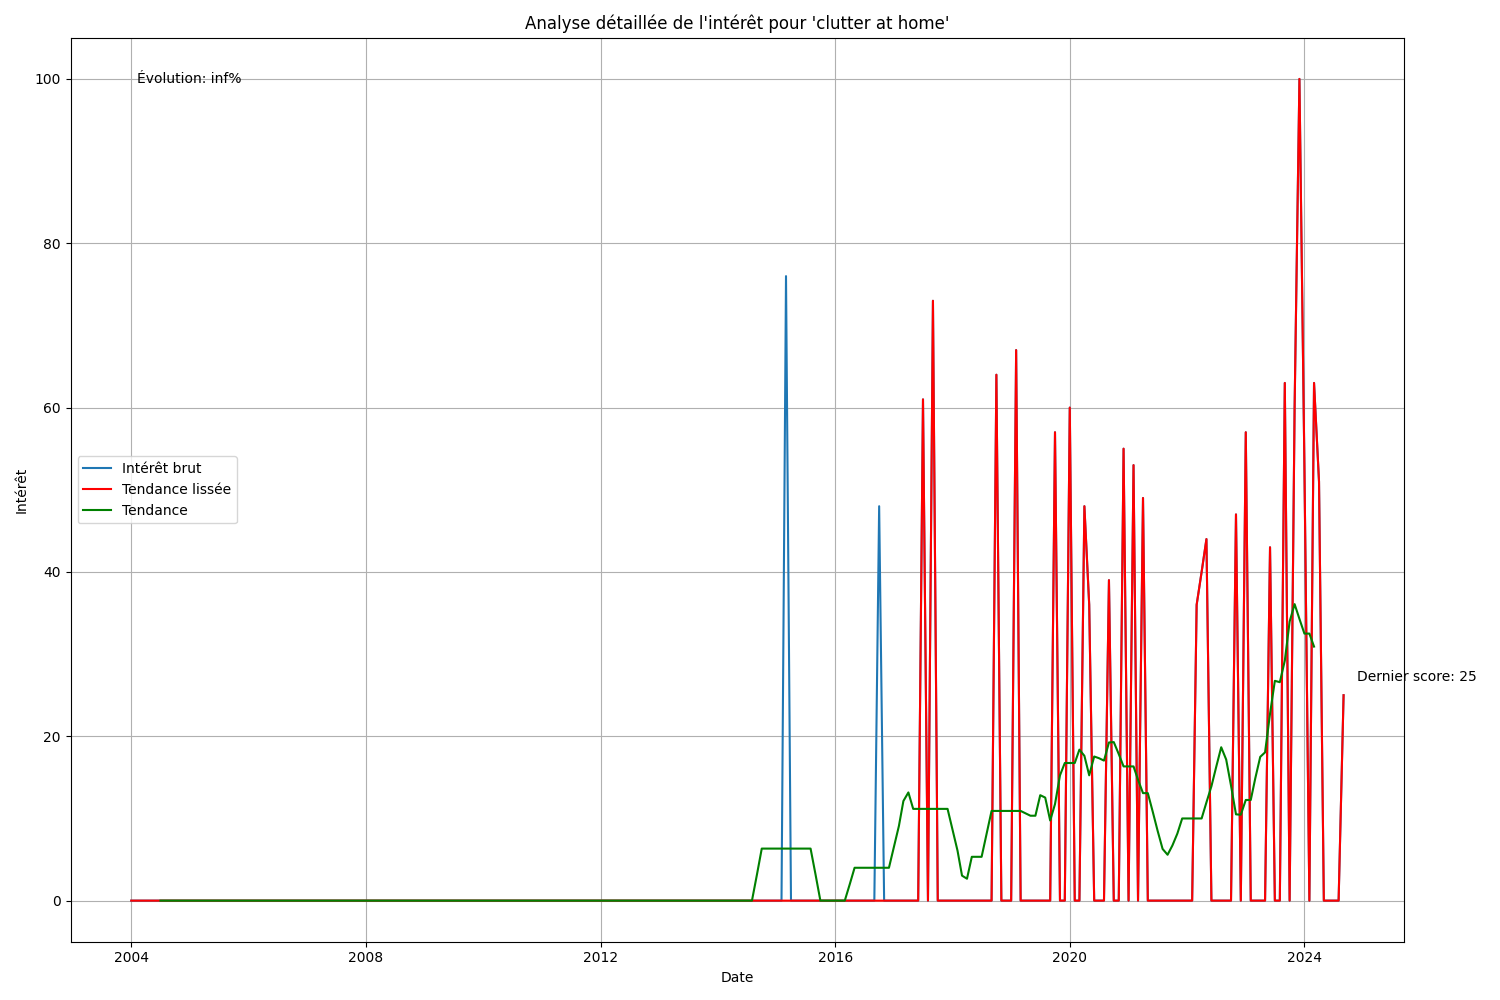 Analyse détaillée de l'intérêt pour 'clutter at home'
Évolution: inf%
100
80
60
40
20
0
Intérêt
Intérêt brut
Tendance lissée
Tendance
Dernier score: 25
2004
2008
2012
2016
2020
2024
Date